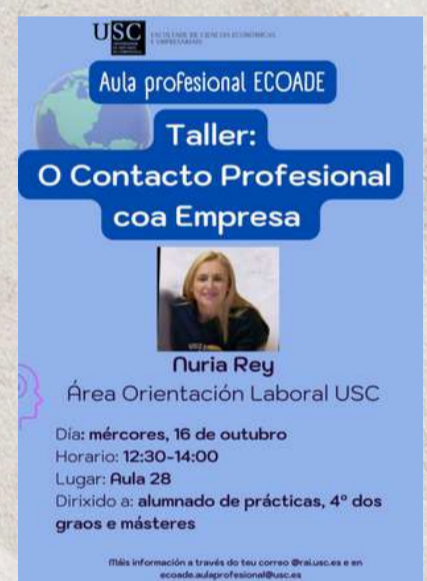 USC
FACULTADE DE CIENCIAS ECONÓMICAS
E EMPRESARIAIS
Aula profesional ECOADE
Taller:
O Contacto Profesional
coa Empresa
Nuria Rey
Área Orientación Laboral USC
Día: mércores, 16 de outubro
Horario: 12:30-14:00
Lugar: Aula 28
Dirixido a: alumnado de prácticas, 4º dos
graos e másteres
Máis información a través do teu correo @rai.usc.es e en
ecoade.aulaprofesional@usc.es